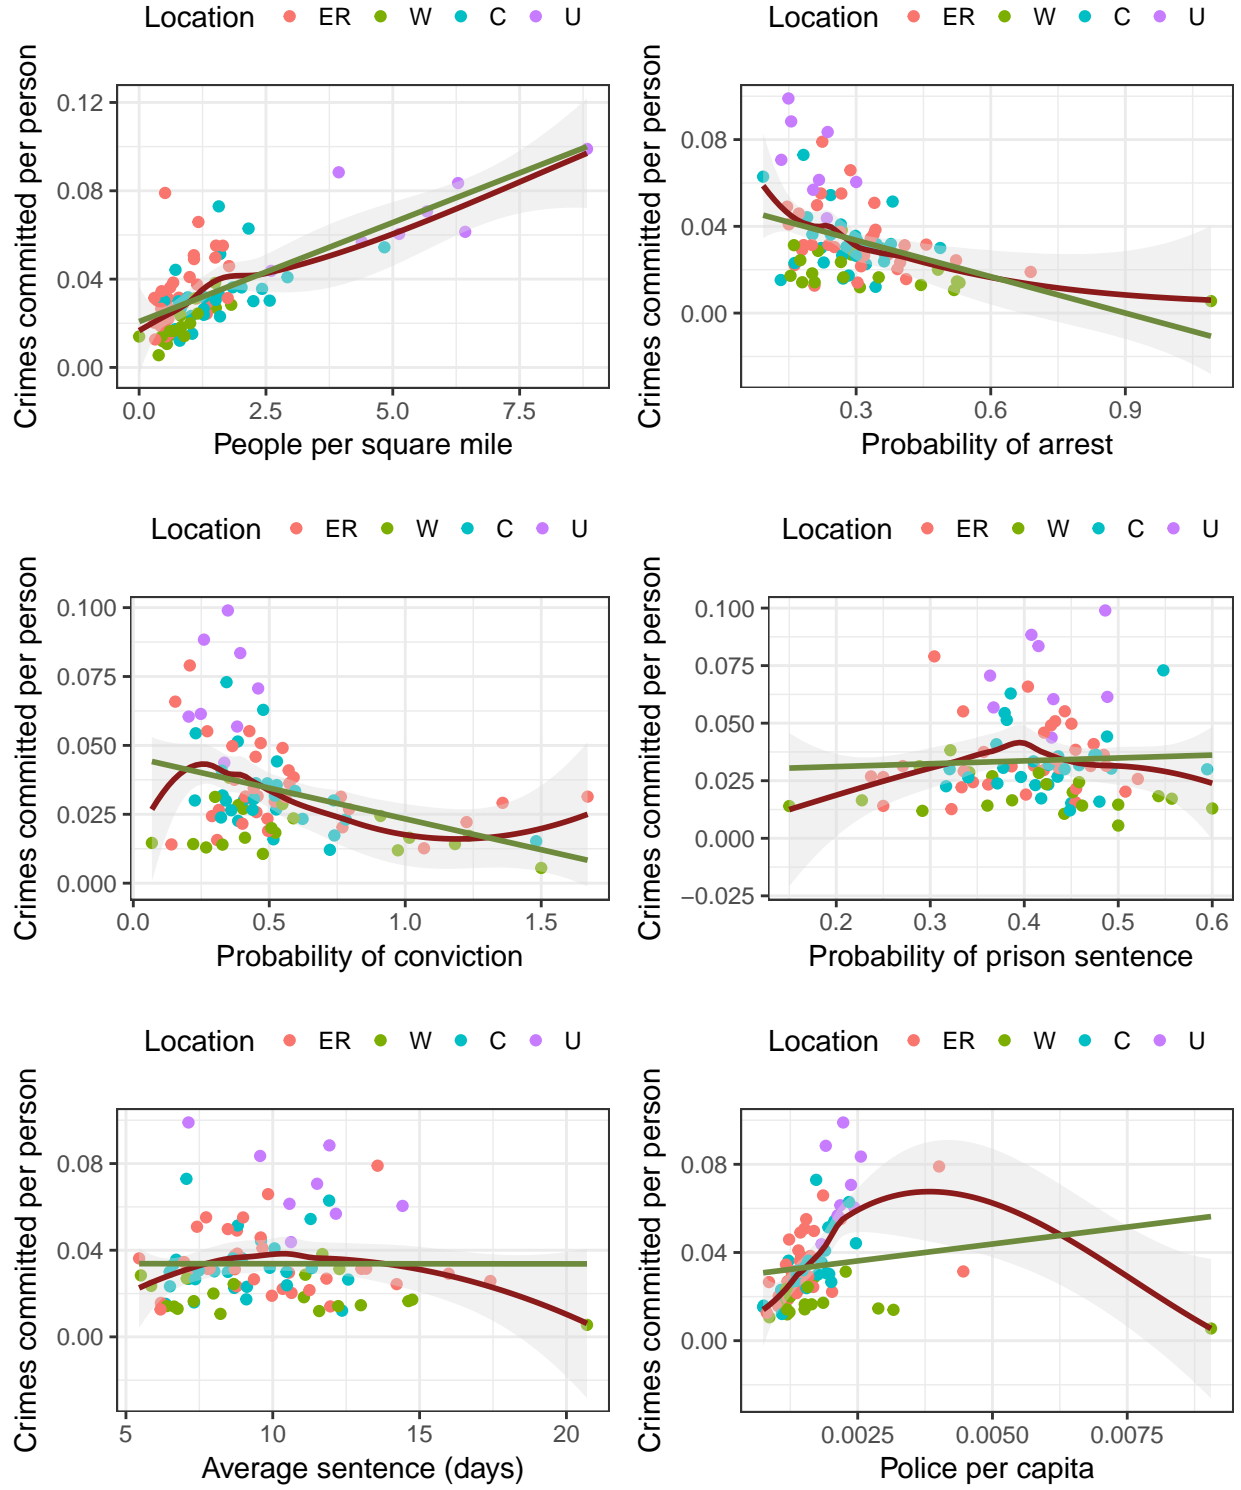 Location ER W C U
Crimes committed per person
0.12
0.08
0.04
0.00
0.0 2.5 5.0 7.5
People per square mile
Location ER W C U
Crimes committed per person
0.08
0.04
0.00
0.3 0.6 0.9
Probability of arrest
Location ER W C U
Crimes committed per person
0.100
0.075
0.050
0.025
0.000
0.0 0.5 1.0 1.5
Probability of conviction
Location ER W C U
Crimes committed per person
0.100
0.075
0.050
0.025
0.000
−0.025
0.2 0.3 0.4 0.5 0.6
Probability of prison sentence
Location ER W C U
Crimes committed per person
0.08
0.04
0.00
5 10 15 20
Average sentence (days)
Location ER W C U
Crimes committed per person
0.08
0.04
0.00
0.0025 0.0050 0.0075
Police per capita